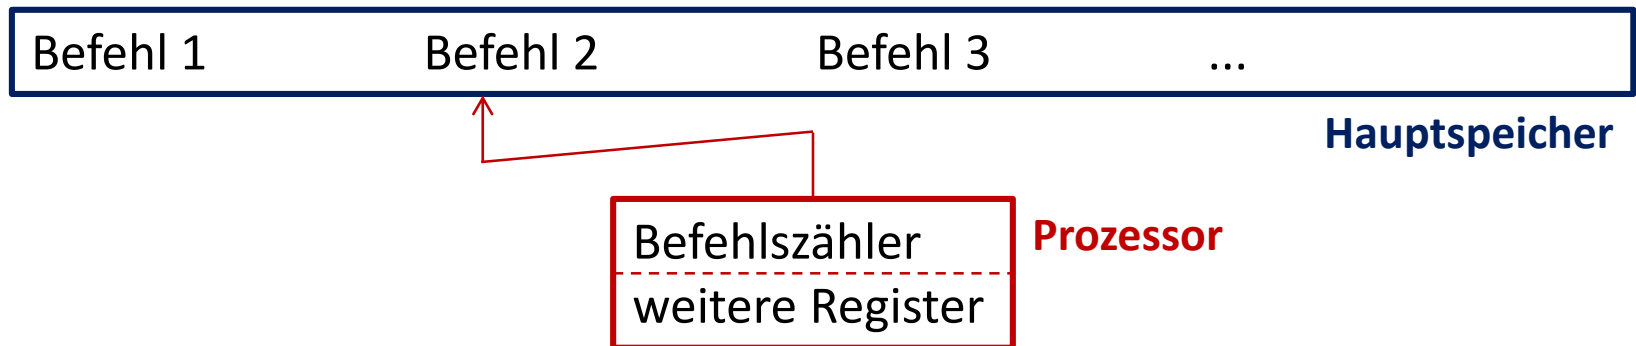 Befehl 1 Befehl 2 Befehl 3 ...
Hauptspeicher
Befehlszähler
Prozessor
weitere Register